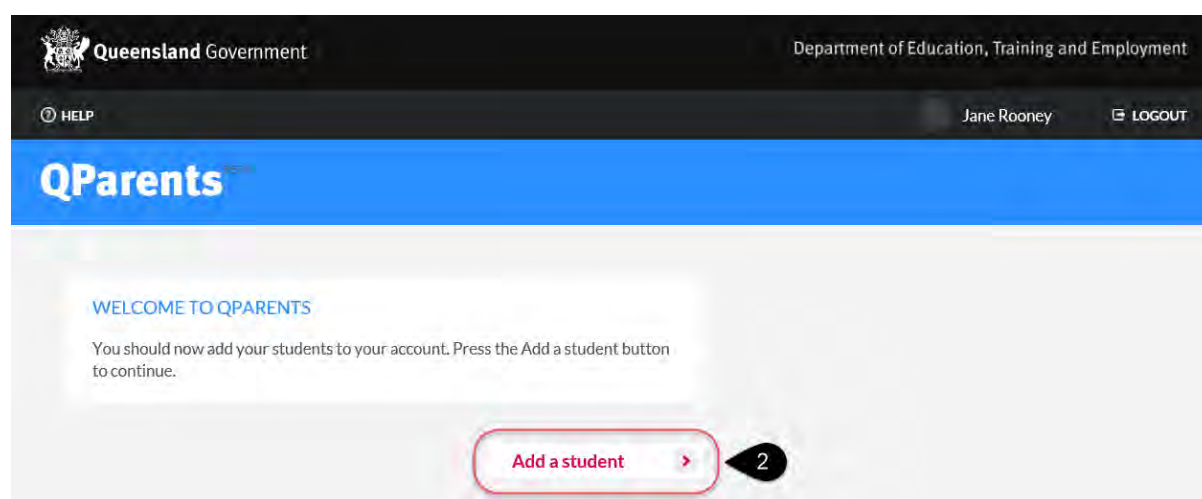 Queensland Government
Department of Education, Training and Employment
? HELP
Jane Rooney
LOGOUT
QParents
WELCOME TO QPARENTS
You should now add your students to your account. Press the Add a student button
to continue.
Add a student >
2